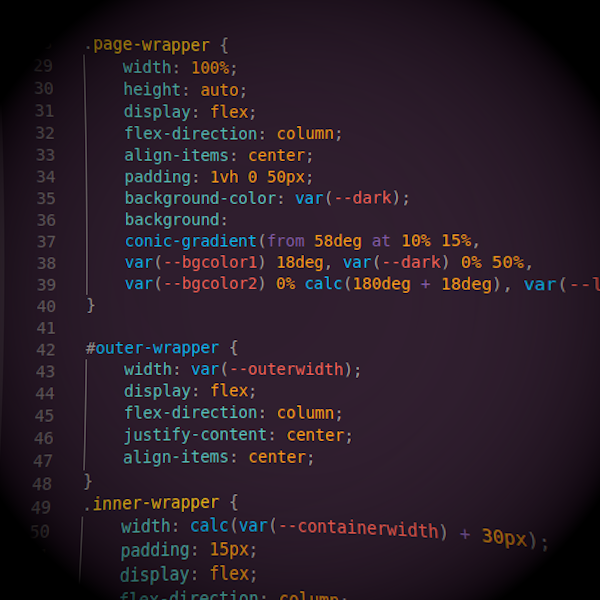 .page-wrapper {
29 width: 100%;
30 height: auto;
31 display: flex;
32 flex-direction: column;
33 align-items: center;
34 padding: 1vh 0 50px;
35 background-color: var(--dark);
36 background:
37 conic-gradient(from 58deg at 10% 15%,
38 var(--bgcolor1) 18deg, var(--dark) 0% 50%,
39 var(--bgcolor2) 0% calc(180deg + 18deg), var(--l
40 }
41
42 #outer-wrapper {
43 width: var(--outerwidth);
44 display: flex;
45 flex-direction: column;
46 justify-content: center;
47 align-items: center;
48 }
49 .inner-wrapper {
50 width: calc(var(--containerwidth) + 30px);
padding: 15px;
display: flex;
flex-direction: column;